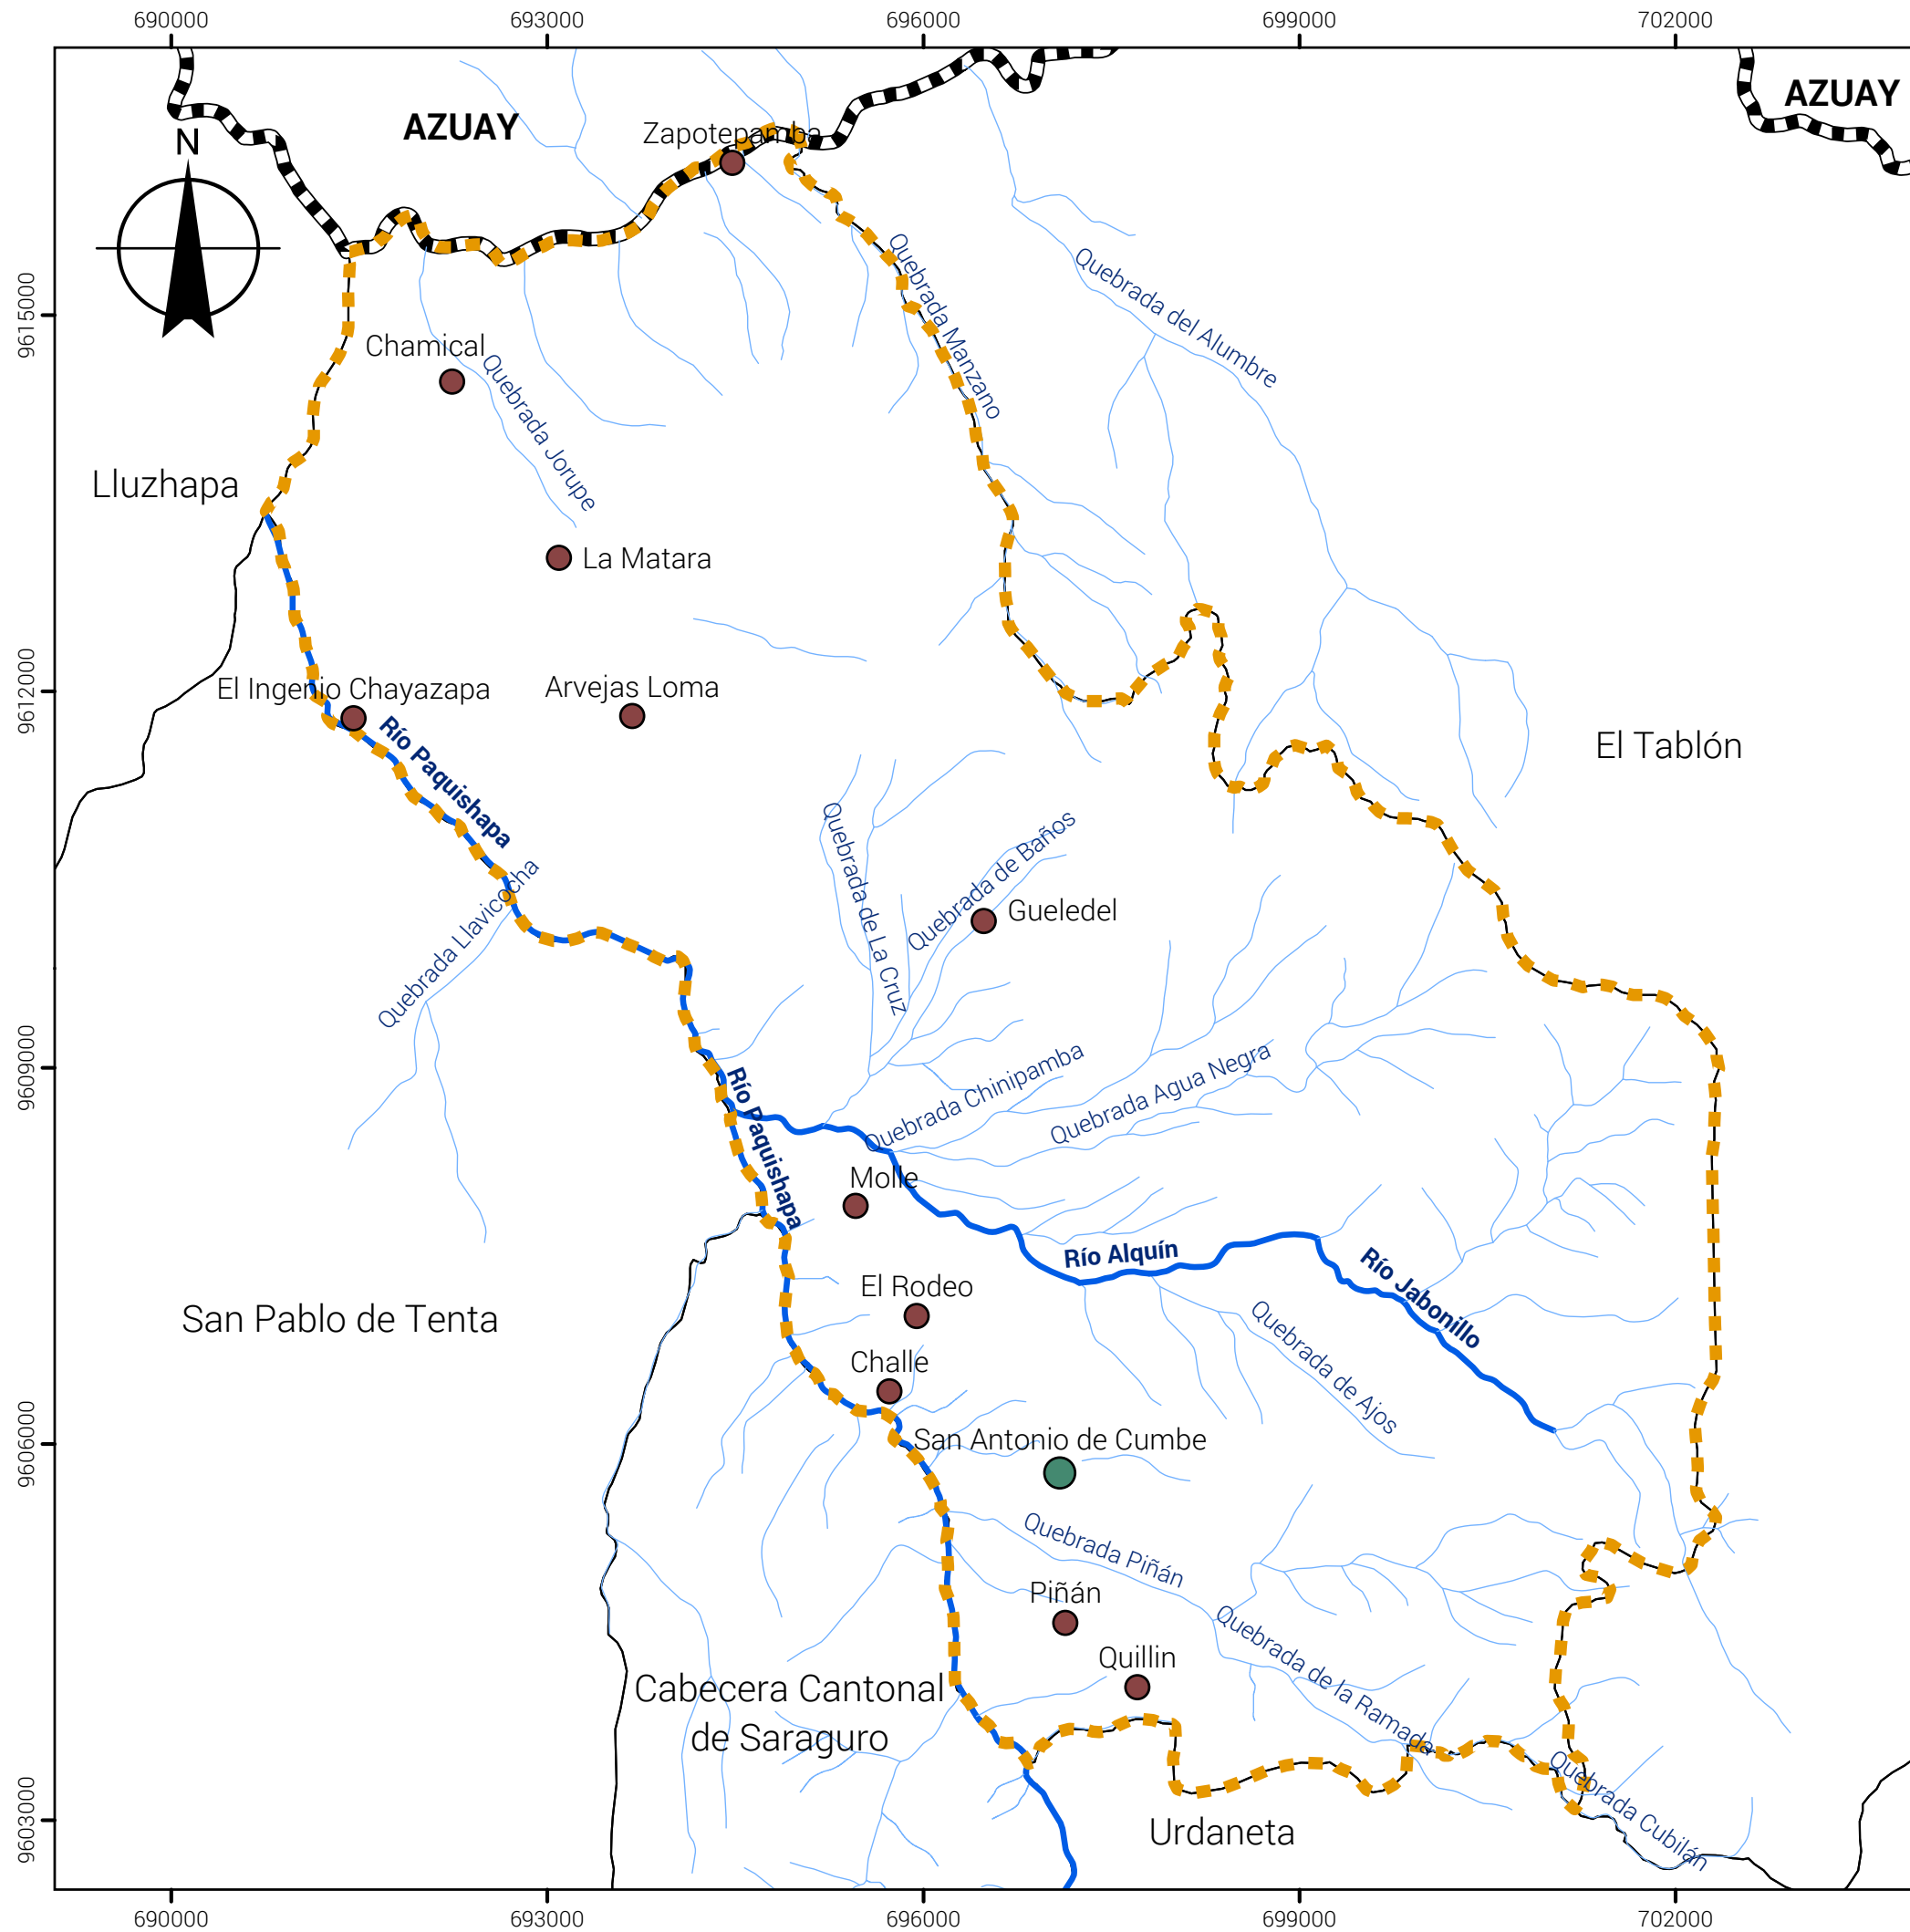 690000
693000
696000
699000
702000
AZUAY
AZUAY
N
Zapotepamba
Quebrada Manzano
Quebrada del Alumbre
9615000
Chamical
Quebrada Jorupe
Lluzhapa
La Matara
9612000
El Ingenio Chayazapa
Arvejas Loma
Río Paquishapa
El Tablón
Quebrada de La Cruz
Quebrada de Baños
Gueledel
Quebrada Llavicocha
9609000
Río Paquishapa
Quebrada Chinipamba
Quebrada Agua Negra
Molle
Río Alquín
Río Jabonillo
El Rodeo
San Pablo de Tenta
Quebrada de Ajos
Challe
9606000
San Antonio de Cumbe
Quebrada Piñán
Piñán
Quebrada de la Ramada
Quillin
Cabecera Cantonal
de Saraguro
Quebrada Cubilán
9603000
Urdaneta
690000
693000
696000
699000
702000